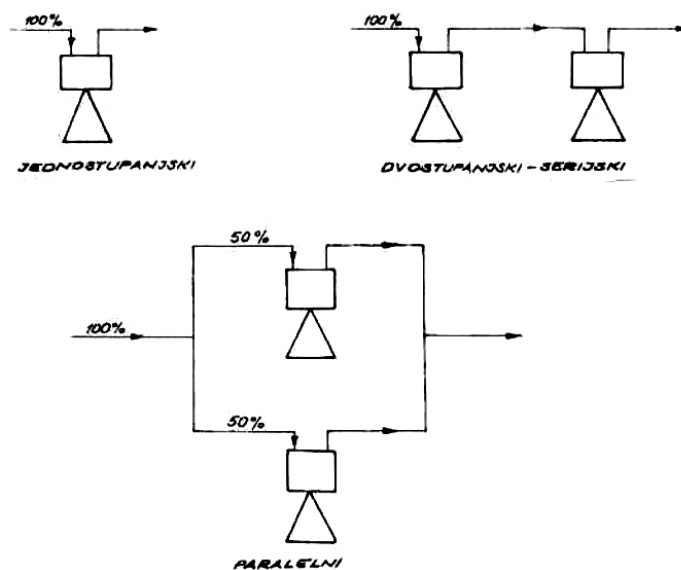 100%
100%
JEDNOSTUPANJSKI
DVOSTUPANJSKI - SERIJSKI
50%
100%
50%
PARALELNI